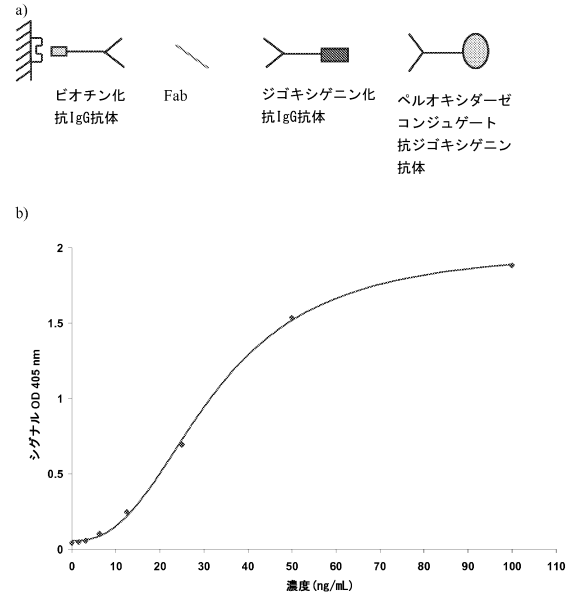 a)
ビオチン化
抗IgG抗体
Fab
ジゴキシゲニン化
抗IgG抗体
ペルオキシダーゼ
コンジュゲート
抗ジゴキシゲニン
抗体
b)
シグナル OD 405 nm
2
1.5
1
0.5
0
0 10 20 30 40 50 60 70 80 90 100 110
濃度(ng/mL)